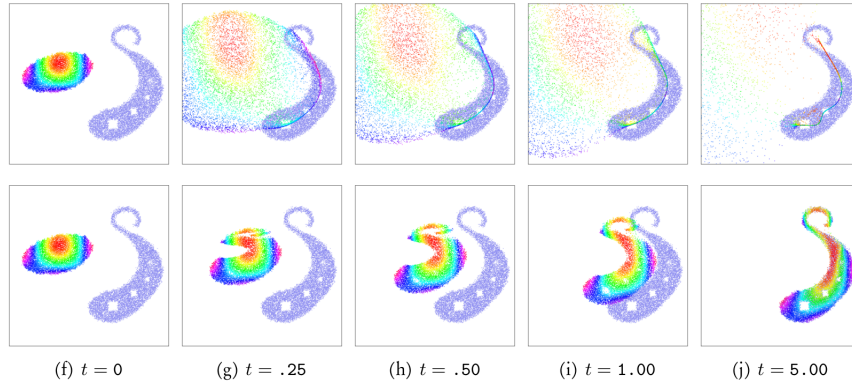 (f) t = 0 (g) t = .25 (h) t = .50 (i) t = 1.00 (j) t = 5.00